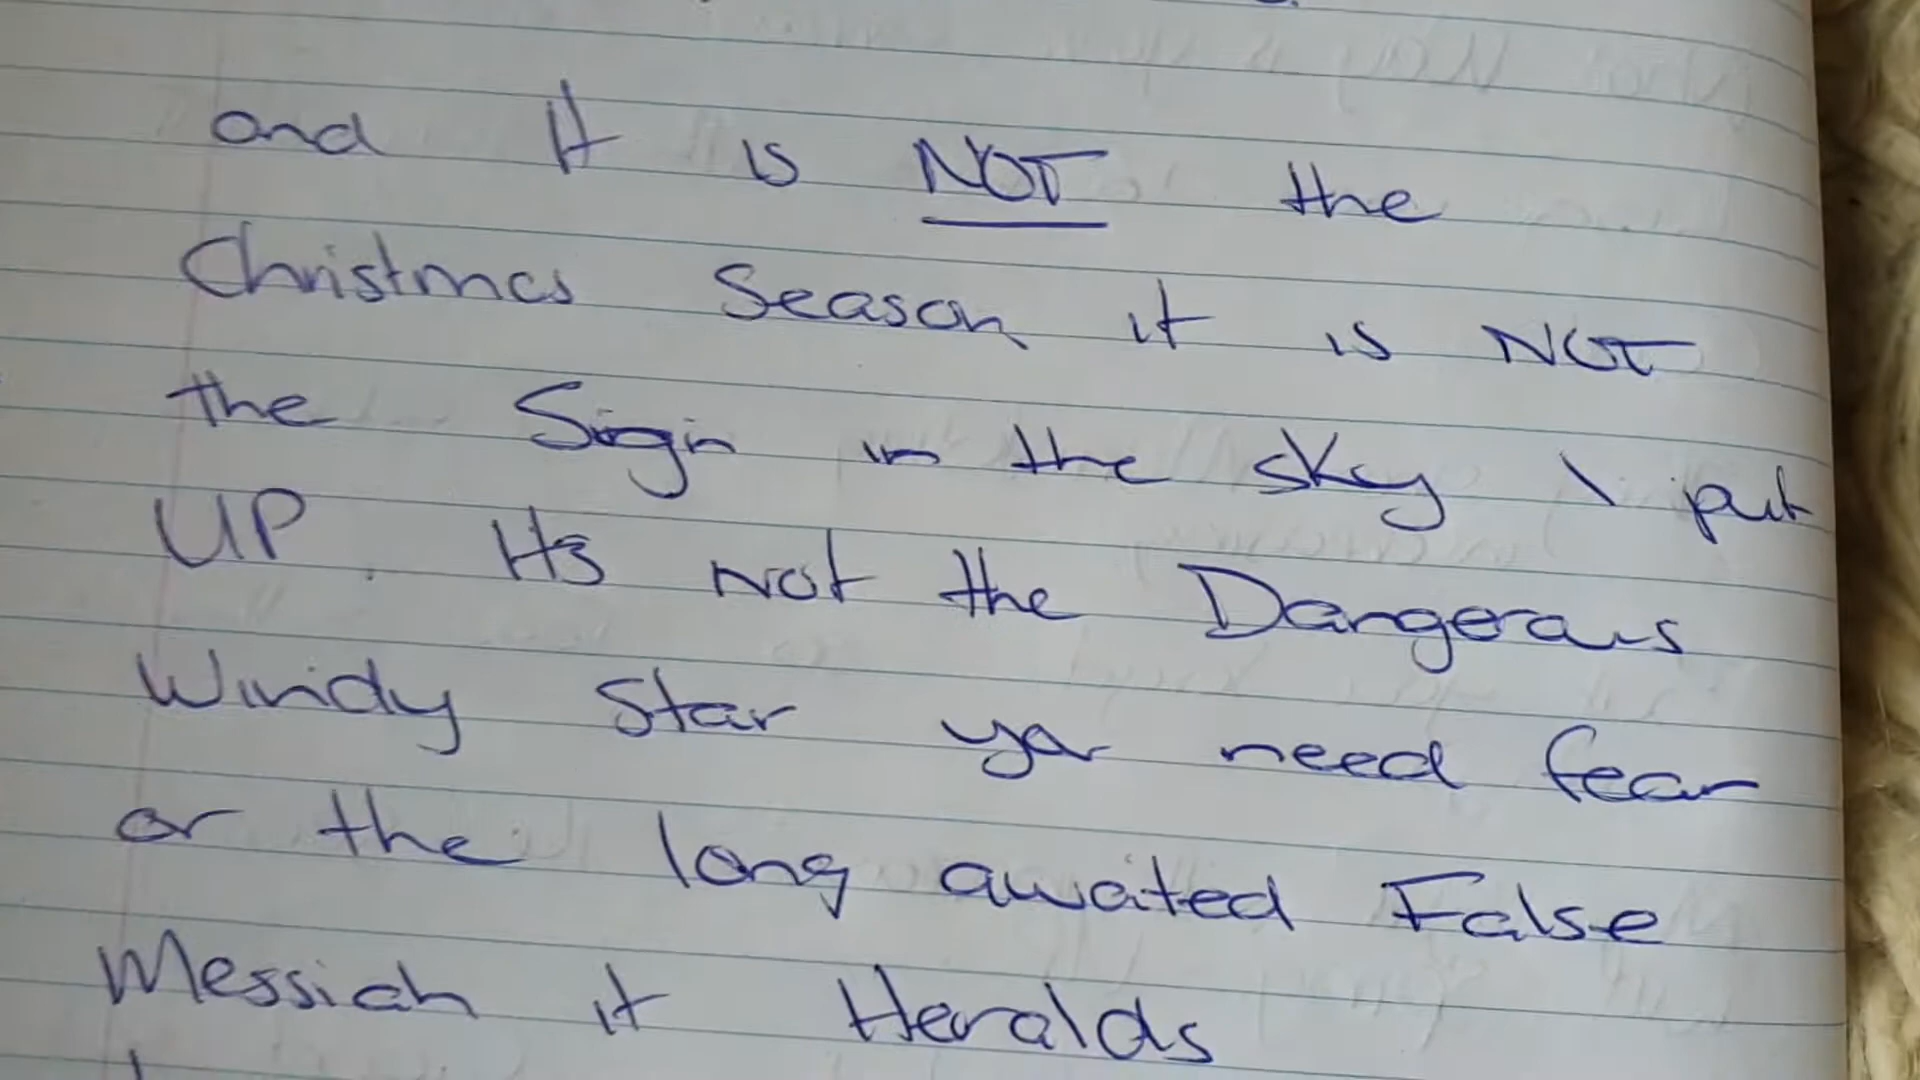 and It is NOT the
Christmas Season it is NOT
the Sign in the sky I put
UP. Its not the Dangerous
Windy Star you need fear
or the long awaited False
Messiah it Heralds